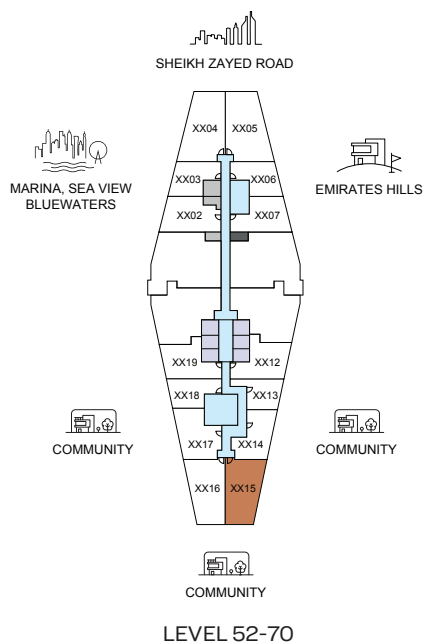 SHEIKH ZAYED ROAD
XX04 XX05
MARINA, SEA VIEW
BLUEWATERS
XX03 XX06
EMIRATES HILLS
XX02 XX07
XX19 XX12
XX18 XX13
COMMUNITY
XX17 XX14
COMMUNITY
XX16 XX15
COMMUNITY
LEVEL 52-70